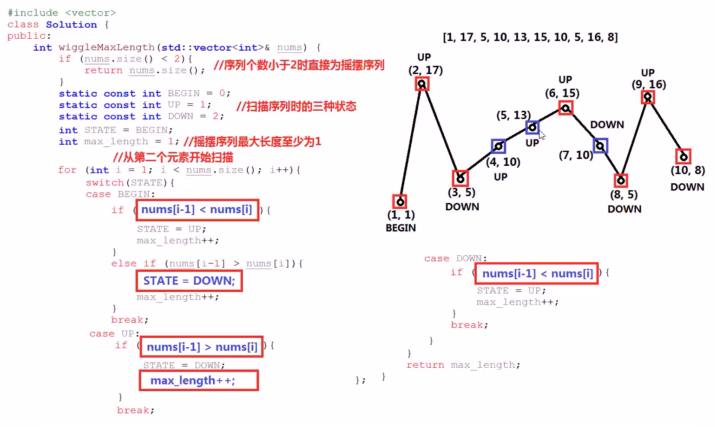 #include <vector>
class Solution {
public:
int wiggleMaxLength(std::vector<int>& nums) {
if (nums.size() < 2){ //序列个数小于2时直接为摇摆序列
return nums.size();
}
static const int BEGIN = 0;
static const int UP = 1; //扫描序列时的三种状态
static const int DOWN = 2;
int STATE = BEGIN;
int max_length = 1; //摇摆序列最大长度至少为1
//从第二个元素开始扫描
for (int i = 1; i < nums.size(); i++){
switch(STATE){
case BEGIN:
if ( nums[i-1] < nums[i] ){
STATE = UP;
max_length++;
}
else if (nums[i-1] > nums[i]){
STATE = DOWN;
max_length++;
}
break;
case UP:
if ( nums[i-1] > nums[i] ){
STATE = DOWN;
max_length++;
}
break;
case DOWN:
if ( nums[i-1] < nums[i] ){
STATE = UP;
max_length++;
}
break;
}
}
return max_length;
}
};
[1, 17, 5, 10, 13, 15, 10, 5, 16, 8]
(1, 1)
BEGIN
UP
(2, 17)
(3, 5)
DOWN
(4, 10)
UP
(5, 13)
UP
UP
(6, 15)
DOWN
(7, 10)
(8, 5)
DOWN
UP
(9, 16)
(10, 8)
DOWN